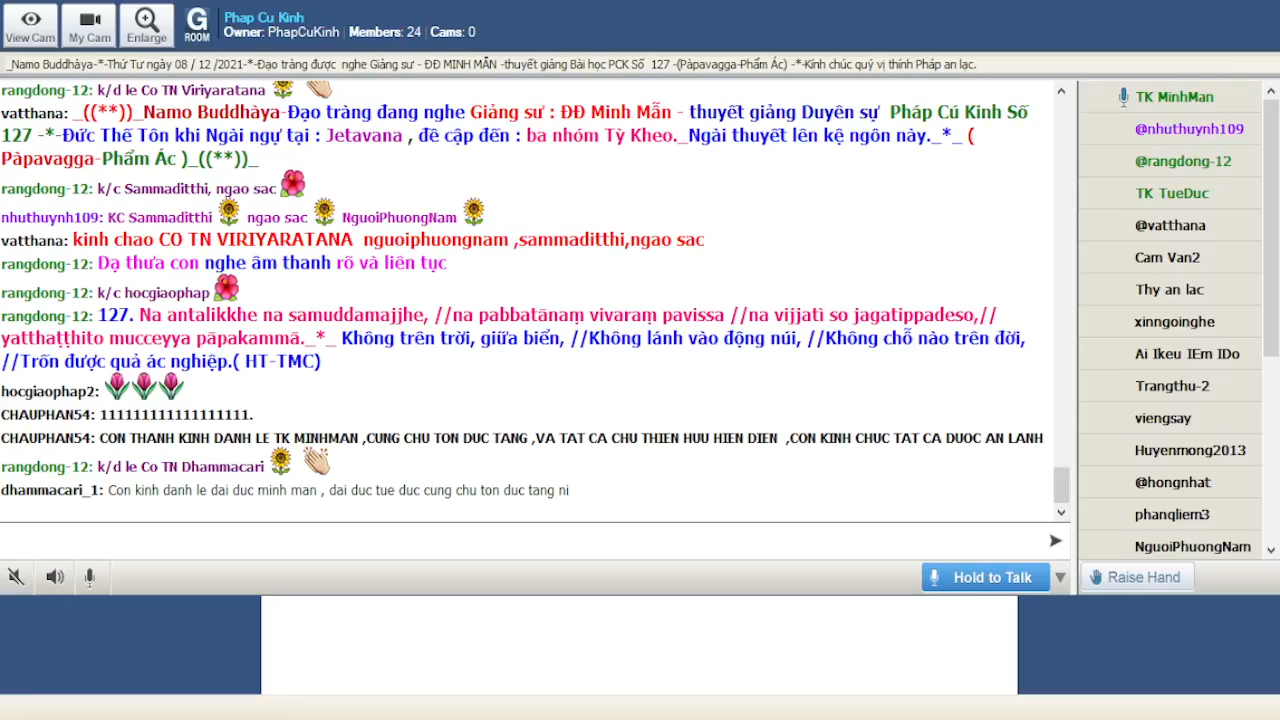 View Cam
My Cam
Enlarge
G
ROOM
Phap Cu Kinh
Owner: PhapCuKinh | Members: 24 | Cams: 0
_Namo Buddhàya-*-Thứ Tư ngày 08 / 12 /2021-*-Đạo tràng được nghe Giảng sư - ĐĐ MINH MẪN -thuyết giảng Bài học PCK Số 127 -(Pàpavagga-Phẩm Ác) -*-Kính chúc quý vị thính Pháp an lạc.
rangdong-12: k/d le Co TN Viriyaratana
vatthana: _((**))_Namo Buddhàya-Đạo tràng đang nghe Giảng sư : ĐĐ Minh Mẫn - thuyết giảng Duyên sự Pháp Cú Kinh Số
127 -*-Đức Thế Tôn khi Ngài ngự tại : Jetavana , đề cập đến : ba nhóm Tỳ Kheo._Ngài thuyết lên kệ ngôn này._*_ (
Pàpavagga-Phẩm Ác )_((**))_
rangdong-12: k/c Sammaditthi, ngao sac
nhuthuynh109: KC Sammaditthi ngao sac NguoiPhuongNam
vatthana: kinh chao CO TN VIRIYARATANA nguoiphuongnam ,sammaditthi,ngao sac
rangdong-12: Dạ thưa con nghe âm thanh rõ và liên tục
rangdong-12: k/c hocgiaophap
rangdong-12: 127. Na antalikkhe na samuddamajjhe, //na pabbatānaṃ vivaraṃ pavissa //na vijjati so jagatippadeso,//
yatthaṭṭhito mucceyya pāpakammā._*_ Không trên trời, giữa biển, //Không lánh vào động núi, //Không chỗ nào trên đời,
//Trốn được quả ác nghiệp.( HT-TMC)
hocgiaophap2:
CHAUPHAN54: 111111111111111111.
CHAUPHAN54: CON THANH KINH DANH LE TK MINHMAN ,CUNG CHU TON DUC TANG ,VA TAT CA CHU THIEN HUU HIEN DIEN ,CON KINH CHUC TAT CA DUOC AN LANH
rangdong-12: k/d le Co TN Dhammacari
dhammacari_1: Con kinh danh le dai duc minh man , dai duc tue duc cung chu ton duc tang ni
Hold to Talk
TK MinhMan
@nhuthuynh109
@rangdong-12
TK TueDuc
@vatthana
Cam Van2
Thy an lac
xinngoinghe
Ai Ikeu IEm IDo
Trangthu-2
viengsay
Huyenmong2013
@hongnhat
phanqliem3
NguoiPhuongNam
Raise Hand